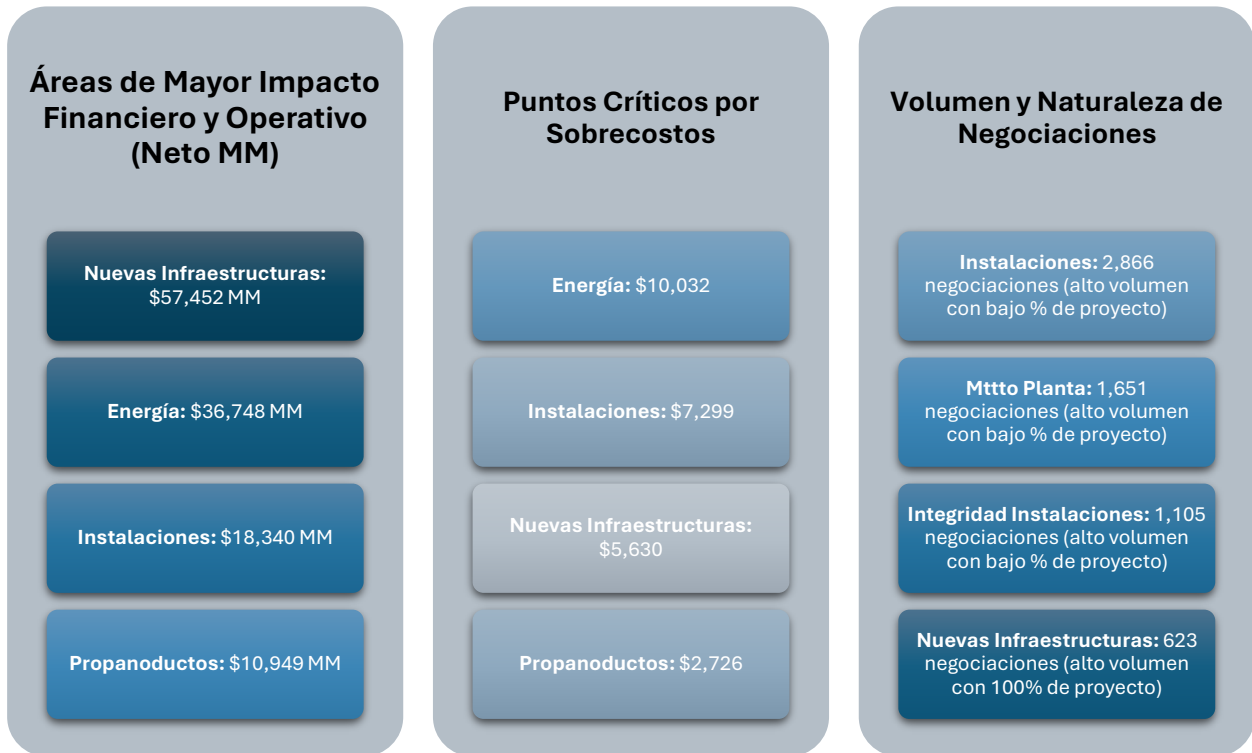 Áreas de Mayor Impacto
Financiero y Operativo
(Neto MM)
Nuevas Infraestructuras:
$57,452 MM
Energía: $36,748 MM
Instalaciones: $18,340 MM
Propanoductos: $10,949 MM
Puntos Críticos por
Sobrecostos
Energía: $10,032
Instalaciones: $7,299
Nuevas Infraestructuras:
$5,630
Propanoductos: $2,726
Volumen y Naturaleza de
Negociaciones
Instalaciones: 2,866
negociaciones (alto volumen
con bajo % de proyecto)
Mttto Planta: 1,651
negociaciones (alto volumen
con bajo % de proyecto)
Integridad Instalaciones: 1,105
negociaciones (alto volumen
con bajo % de proyecto)
Nuevas Infraestructuras: 623
negociaciones (alto volumen
con 100% de proyecto)